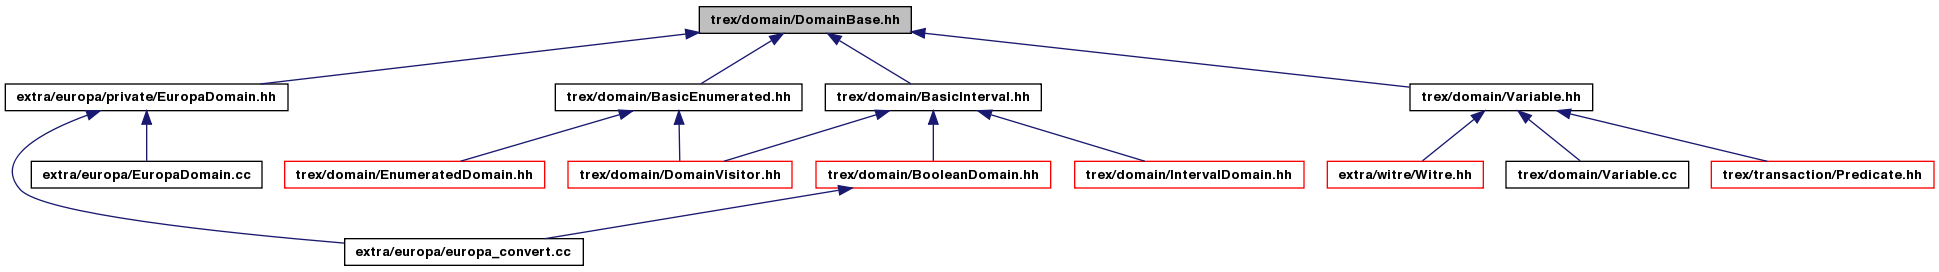 trex/domain/DomainBase.hh
extra/europa/private/EuropaDomain.hh
trex/domain/BasicEnumerated.hh
trex/domain/BasicInterval.hh
trex/domain/Variable.hh
extra/europa/EuropaDomain.cc
trex/domain/EnumeratedDomain.hh
trex/domain/DomainVisitor.hh
trex/domain/BooleanDomain.hh
trex/domain/IntervalDomain.hh
extra/witre/Witre.hh
trex/domain/Variable.cc
trex/transaction/Predicate.hh
extra/europa/europa_convert.cc